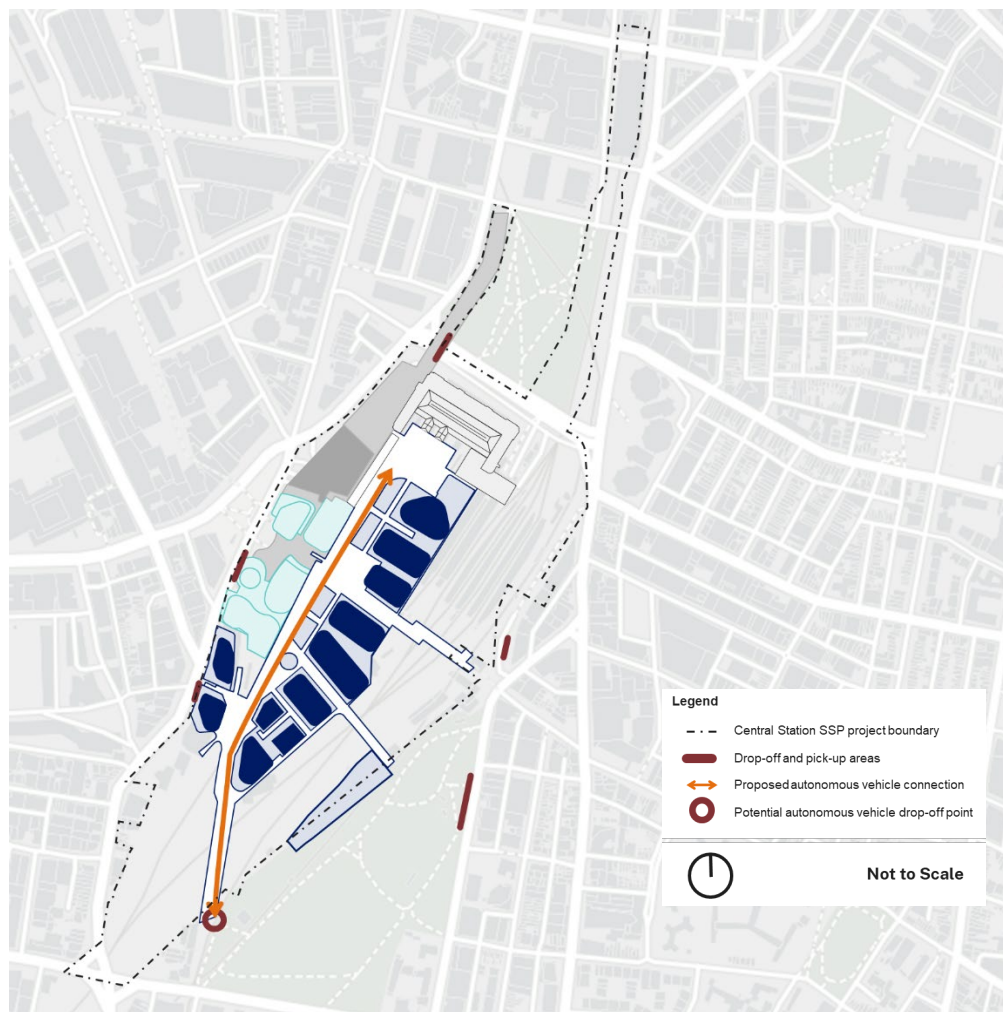 Legend
Central Station SSP project boundary
Drop-off and pick-up areas
Proposed autonomous vehicle connection
Potential autonomous vehicle drop-off point
Not to Scale